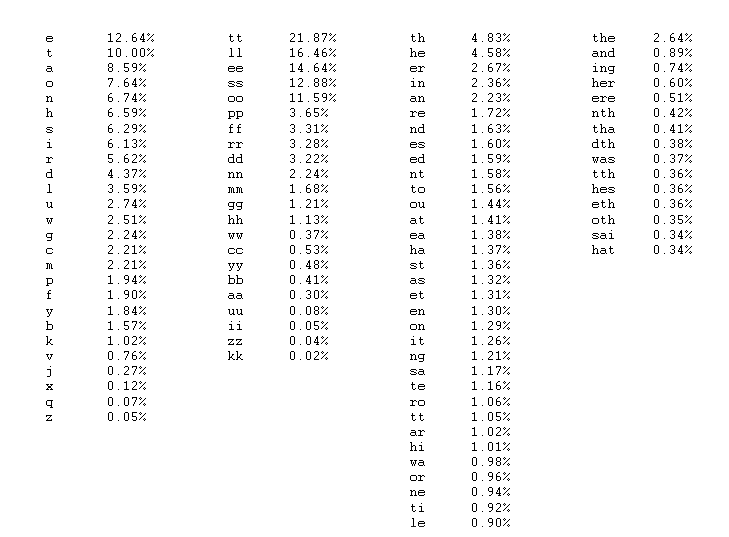 e 12.64% tt 21.87% th 4.83% the 2.64%
t 10.00% ll 16.46% he 4.58% and 0.89%
a 8.59% ee 14.64% er 2.67% ing 0.74%
o 7.64% ss 12.88% in 2.36% her 0.60%
n 6.74% oo 11.59% an 2.23% ere 0.51%
h 6.59% pp 3.65% re 1.72% nth 0.42%
s 6.29% ff 3.31% nd 1.63% tha 0.41%
i 6.13% rr 3.28% es 1.60% dth 0.38%
r 5.62% dd 3.22% ed 1.59% was 0.37%
d 4.37% nn 2.24% nt 1.58% tth 0.36%
l 3.59% mm 1.68% to 1.56% hes 0.36%
u 2.74% gg 1.21% ou 1.44% eth 0.36%
w 2.51% hh 1.13% at 1.41% oth 0.35%
g 2.24% ww 0.37% ea 1.38% sai 0.34%
c 2.21% cc 0.53% ha 1.37% hat 0.34%
m 2.21% yy 0.48% st 1.36%
p 1.94% bb 0.41% as 1.32%
f 1.90% aa 0.30% et 1.31%
y 1.84% uu 0.08% en 1.30%
b 1.57% ii 0.05% on 1.29%
k 1.02% zz 0.04% it 1.26%
v 0.76% kk 0.02% ng 1.21%
j 0.27% sa 1.17%
x 0.12% te 1.16%
q 0.07% ro 1.06%
z 0.05% tt 1.05%
ar 1.02%
hi 1.01%
wa 0.98%
or 0.96%
ne 0.94%
ti 0.92%
le 0.90%